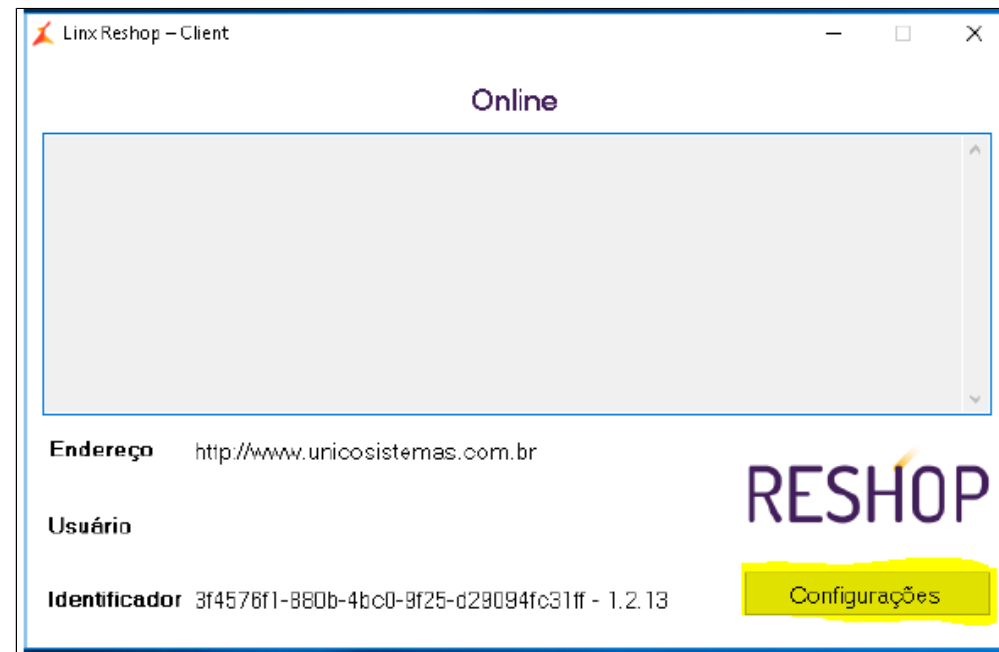 Linx Reshop – Client
Online
Endereço http://www.unicosistemas.com.br
RESHOP
Usuário
Identificador 3f4576f1-880b-4bc0-9f25-d29094fc31ff - 1.2.13
Configurações